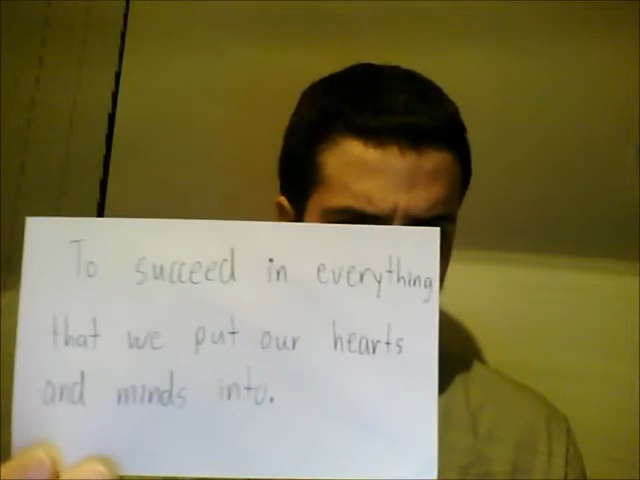 To succeed in everything
that we put our hearts
and minds into.